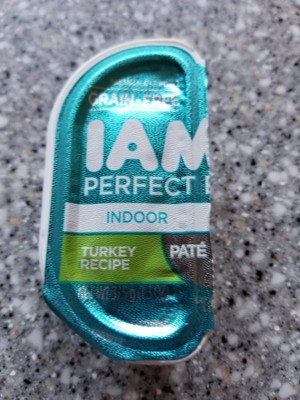 GRAIN-FREE
IAM
PERFECT
INDOOR
TURKEY
RECIPE
PATÉ